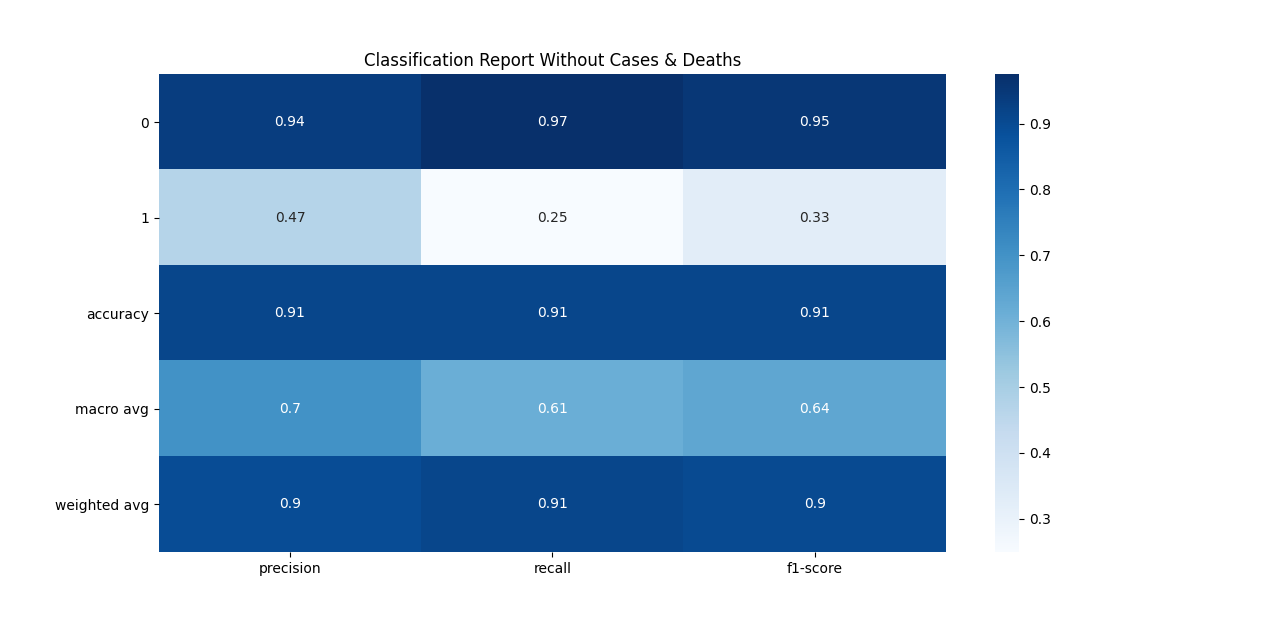 Classification Report Without Cases & Deaths
0 0.94 0.97 0.95 0.9
0.8
1 0.47 0.25 0.33 0.7
accuracy 0.91 0.91 0.91 0.6
0.5
macro avg 0.7 0.61 0.64 0.4
weighted avg 0.9 0.91 0.9 0.3
precision recall f1-score